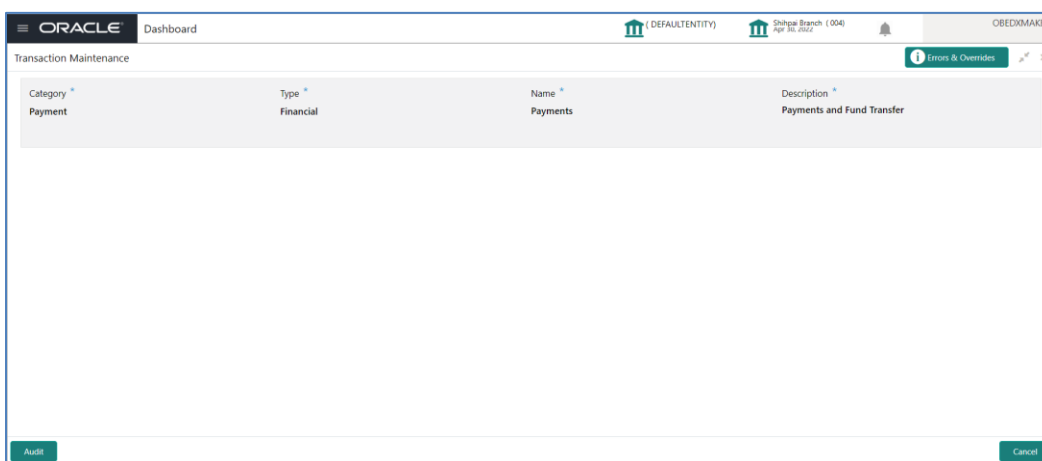 ORACLE Dashboard ( DEFAULTENTITY) Shihpai Branch ( 004) OBEDXMAK
Apr 30, 2022
Transaction Maintenance Errors & Overrides
Category * Type * Name * Description *
Payment Financial Payments Payments and Fund Transfer
Audit Cancel